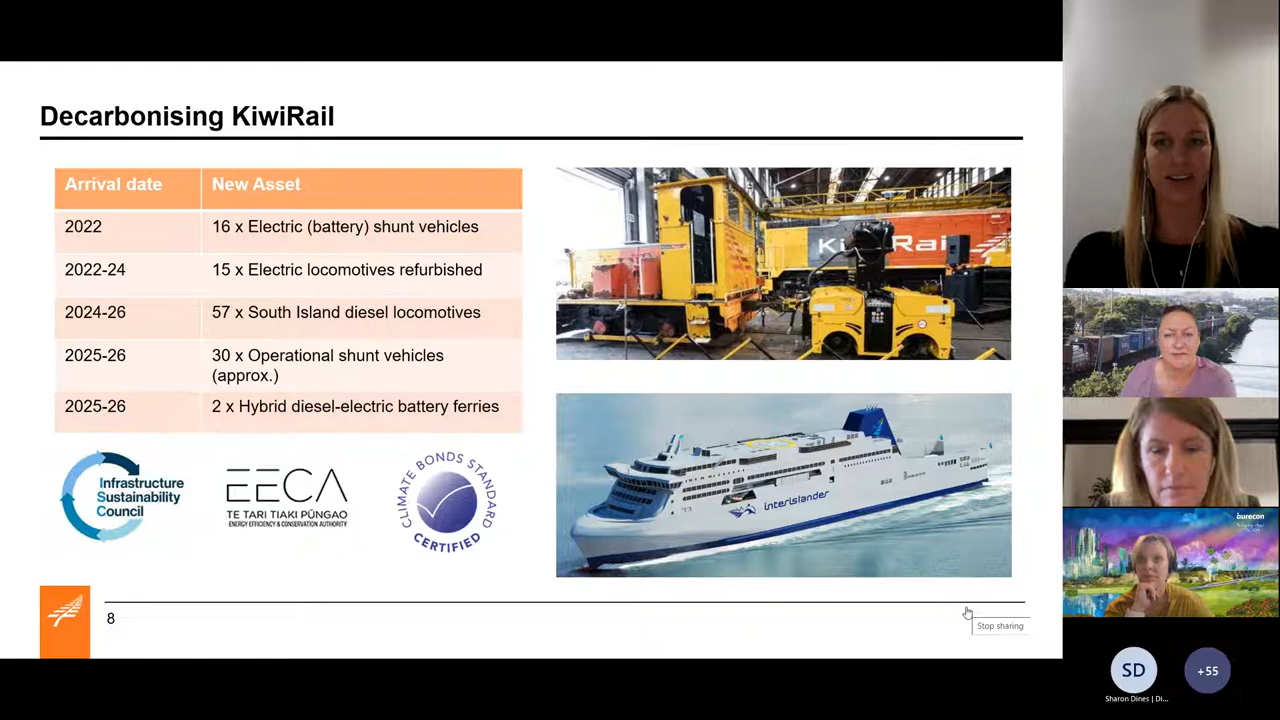 Decarbonising KiwiRail
Arrival date New Asset
2022 16 x Electric (battery) shunt vehicles
2022-24 15 x Electric locomotives refurbished
2024-26 57 x South Island diesel locomotives
2025-26 30 x Operational shunt vehicles
(approx.)
2025-26 2 x Hybrid diesel-electric battery ferries
KiwiRail
interislander
Infrastructure
Sustainability
Council
EECA
TE TARI TIAKI PŪNGAO
ENERGY EFFICIENCY & CONSERVATION AUTHORITY
CLIMATE BONDS STANDARD
CERTIFIED
8
Stop sharing
aurecon
SD
+55
Sharon Dines | Di...